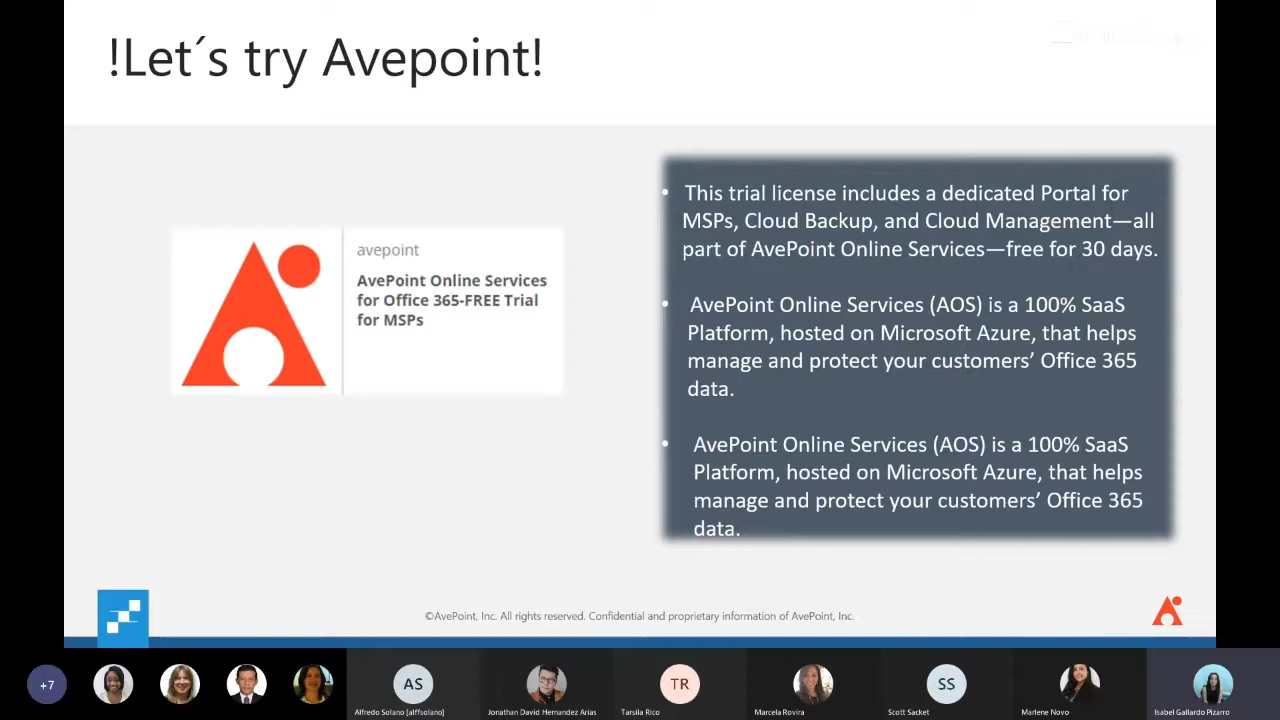 !Let´s try Avepoint!
avepoint
AvePoint Online Services
for Office 365-FREE Trial
for MSPs
• This trial license includes a dedicated Portal for
MSPs, Cloud Backup, and Cloud Management—all
part of AvePoint Online Services—free for 30 days.
• AvePoint Online Services (AOS) is a 100% SaaS
Platform, hosted on Microsoft Azure, that helps
manage and protect your customers’ Office 365
data.
• AvePoint Online Services (AOS) is a 100% SaaS
Platform, hosted on Microsoft Azure, that helps
manage and protect your customers’ Office 365
data.
©AvePoint, Inc. All rights reserved. Confidential and proprietary information of AvePoint, Inc.
+7
AS
TR
SS
Alfredo Solano [alffsolano]
Jonathan David Hernandez Arias
Tarsila Rico
Marcela Rovira
Scott Sacket
Marlene Novo
Isabel Gallardo Pizarro